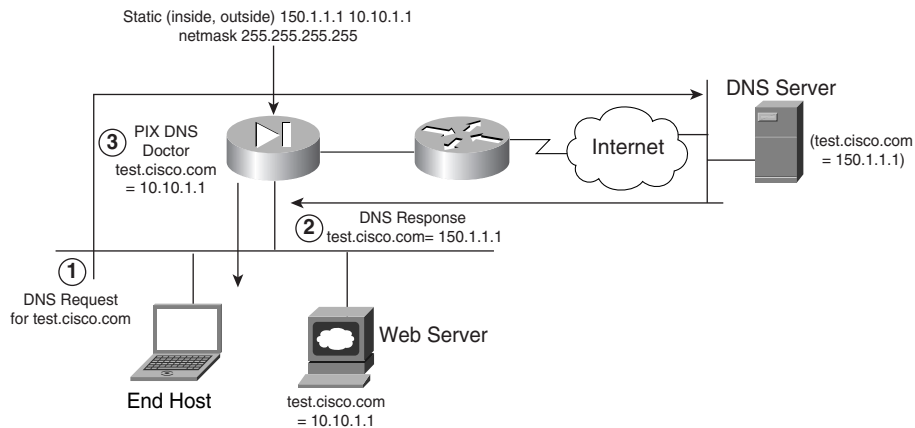 Static (inside, outside) 150.1.1.1 10.10.1.1
netmask 255.255.255.255
DNS Server
3 PIX DNS
Doctor
test.cisco.com
= 10.10.1.1
Internet
(test.cisco.com
= 150.1.1.1)
2 DNS Response
test.cisco.com= 150.1.1.1
1
DNS Request
for test.cisco.com
Web Server
End Host
test.cisco.com
= 10.10.1.1